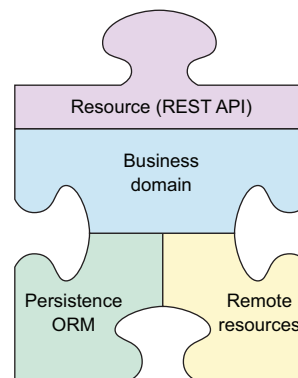 Resource (REST API)
Business
domain
Persistence
ORM
Remote
resources